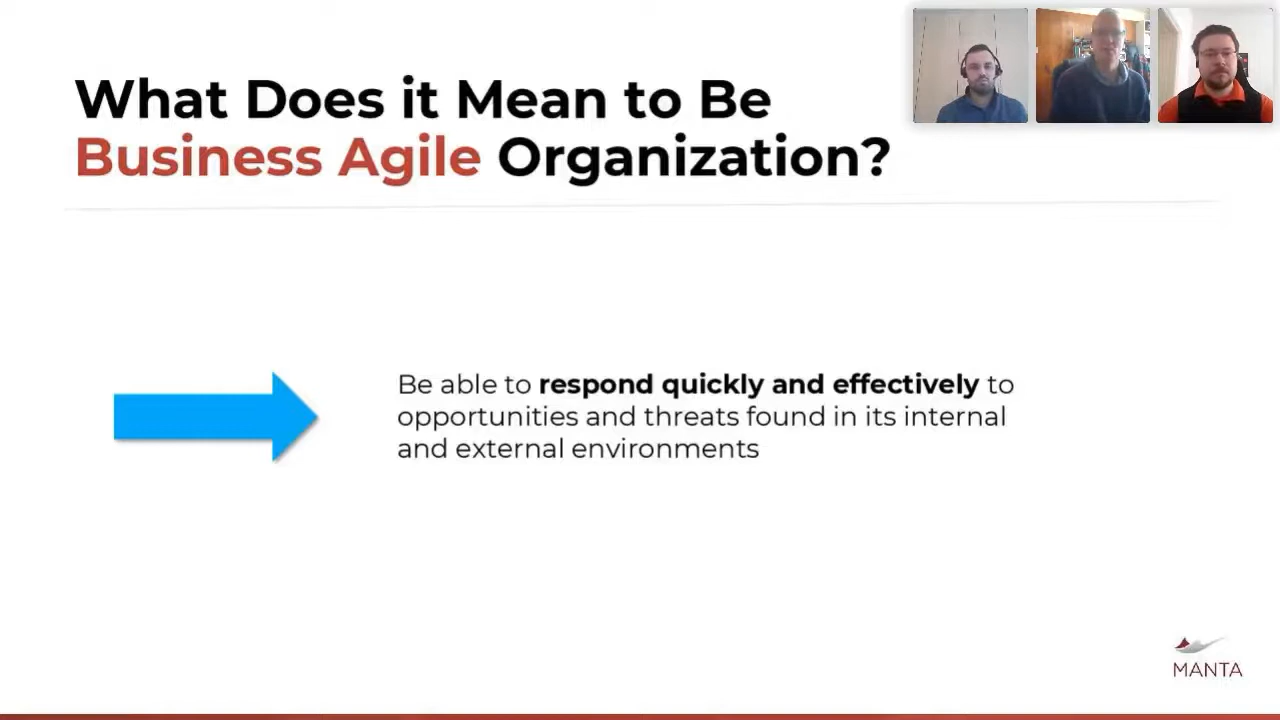 What Does it Mean to Be
Business Agile Organization?
Be able to respond quickly and effectively to
opportunities and threats found in its internal
and external environments
MANTA